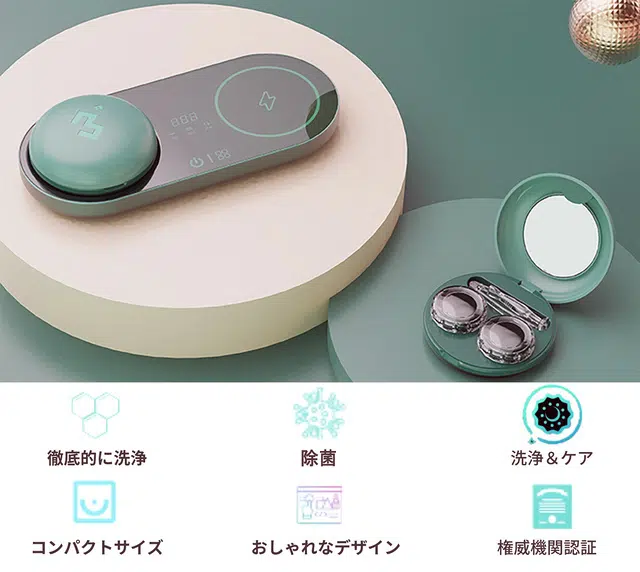 888
徹底的に洗浄
除菌
洗浄＆ケア
コンパクトサイズ
おしゃれなデザイン
権威機関認証